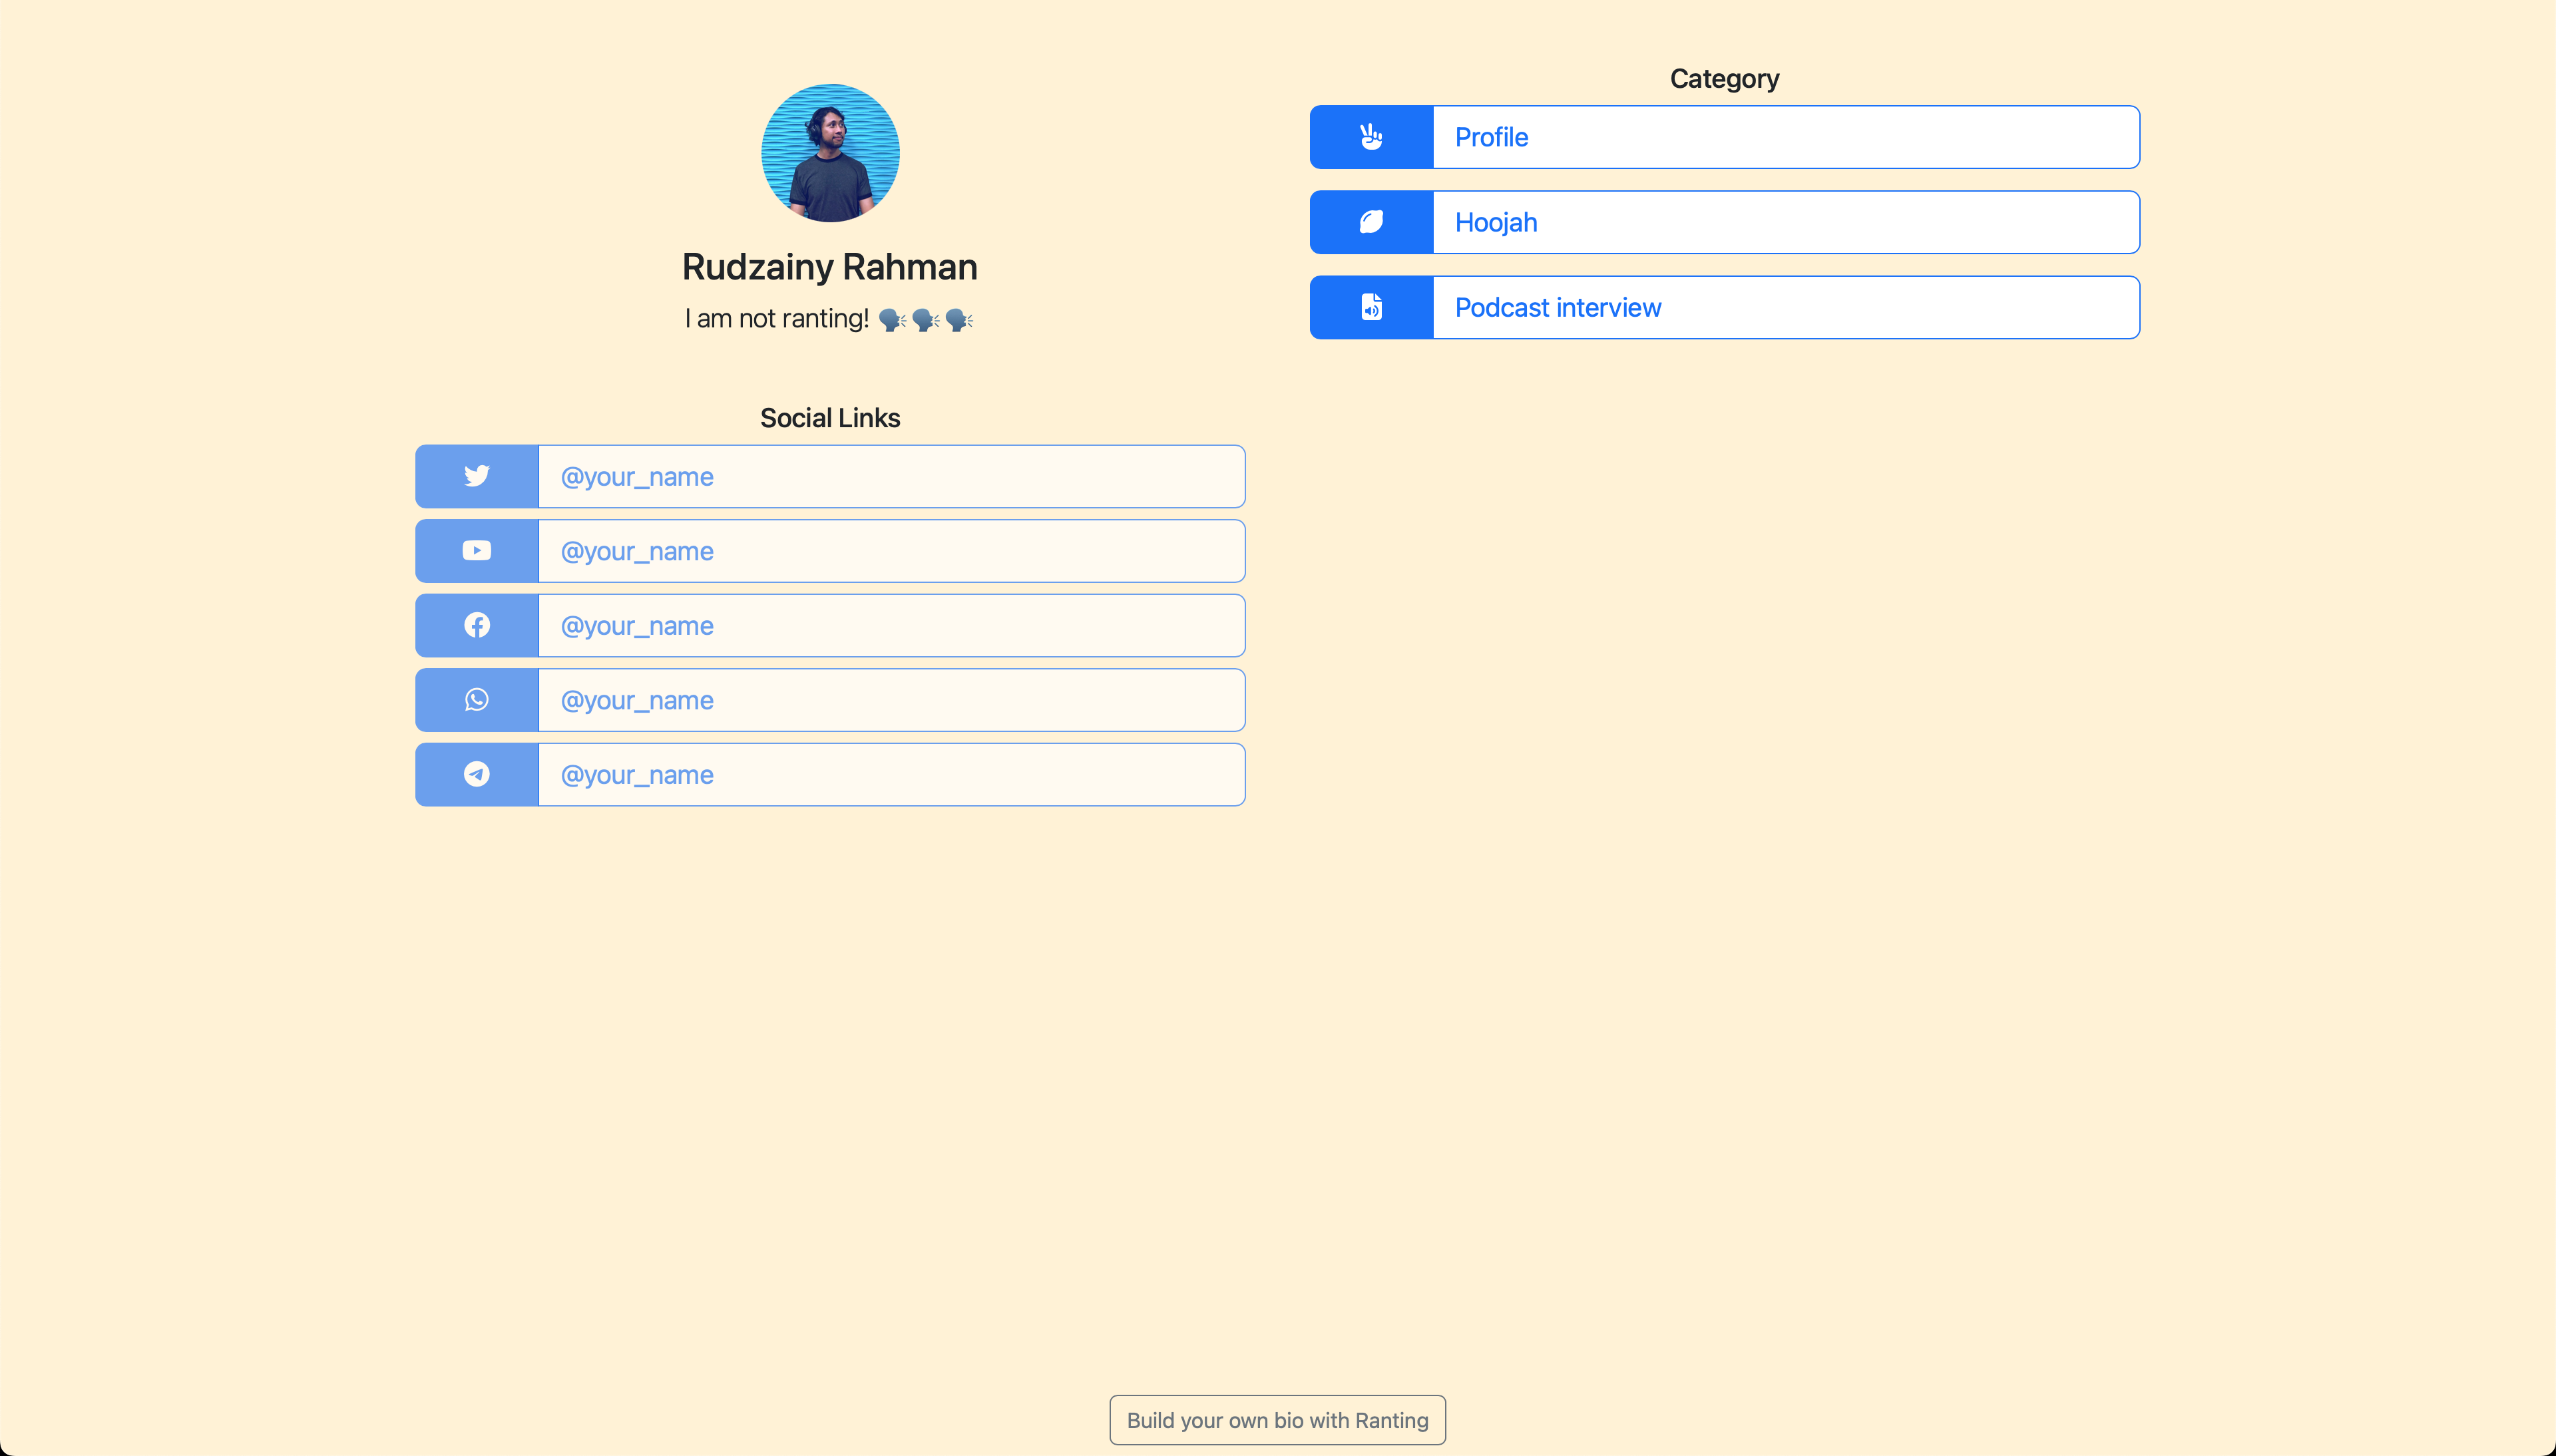 Rudzainy Rahman
I am not ranting! 🗣️🗣️🗣️
Social Links
@your_name
@your_name
@your_name
@your_name
@your_name
Category
Profile
Hoojah
Podcast interview
Build your own bio with Ranting